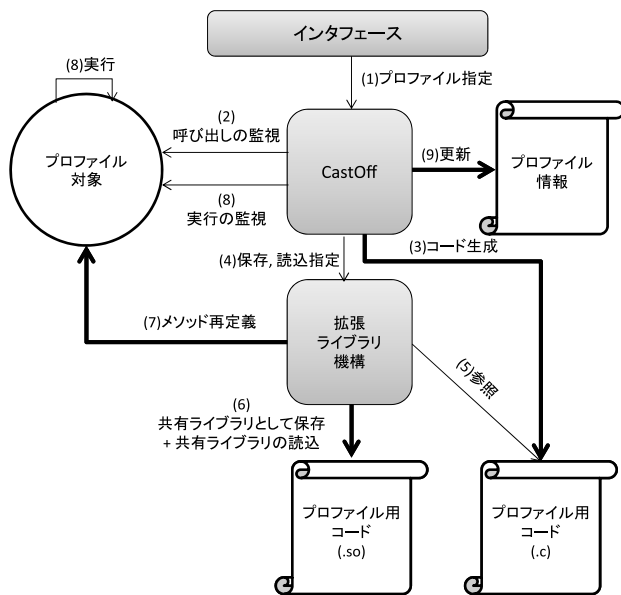 インタフェース
(8)実行
(1)プロファイル指定
(2)
呼び出しの監視
プロファイル
対象
CastOff
(9)更新
プロファイル
情報
(8)
実行の監視
(3)コード生成
(4)保存, 読込指定
(7)メソッド再定義
拡張
ライブラリ
機構
(5)参照
(6)
共有ライブラリとして保存
+ 共有ライブラリの読込
プロファイル用
コード
(.so)
プロファイル用
コード
(.c)